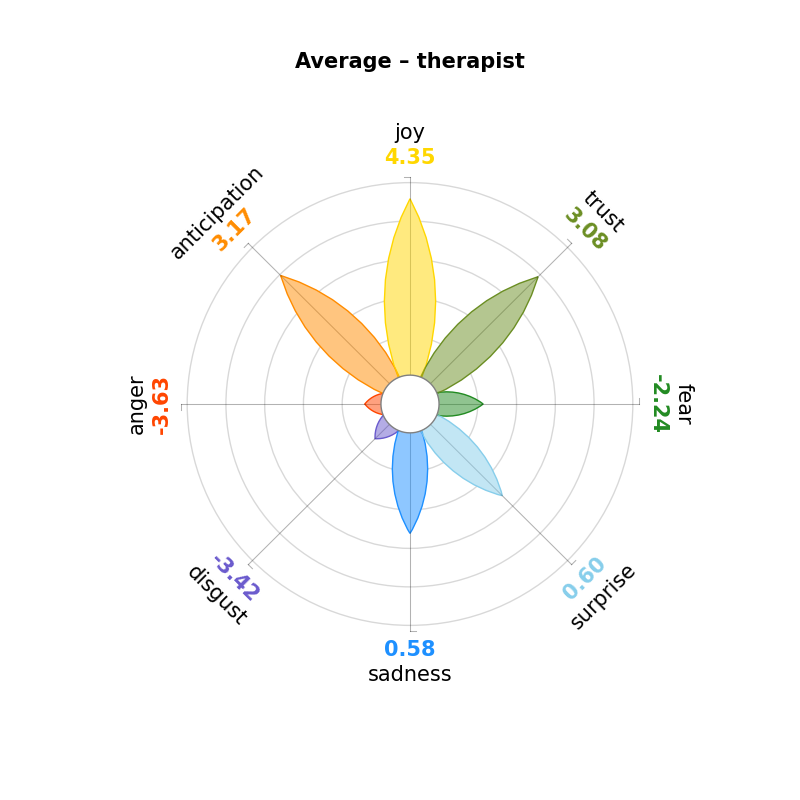 Average – therapist
joy
4.35
trust
3.08
anticipation
3.17
fear
-2.24
anger
-3.63
surprise
0.60
disgust
-3.42
0.58
sadness